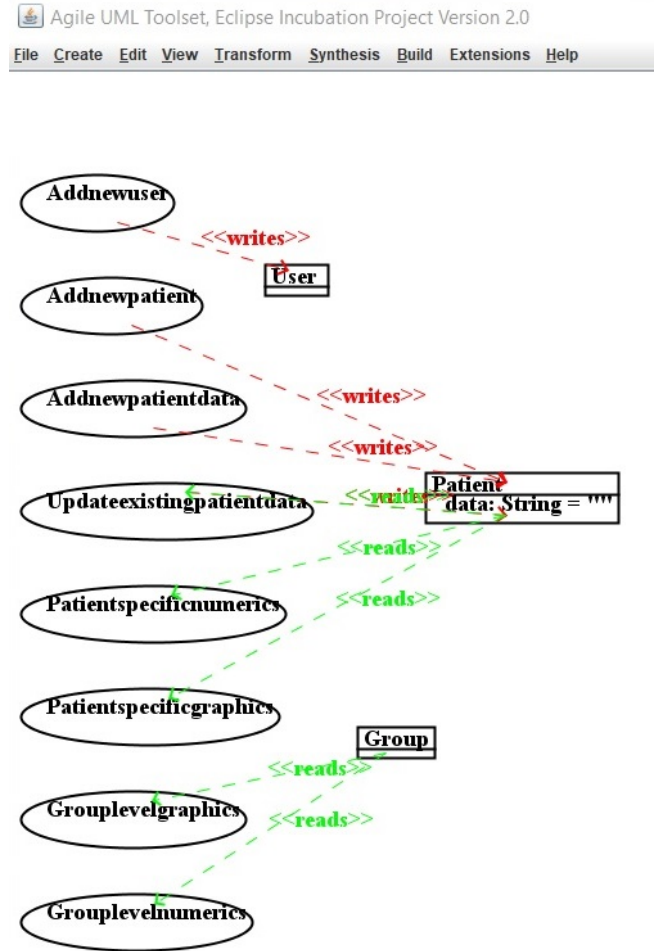 Agile UML Toolset, Eclipse Incubation Project Version 2.0
File Create Edit View Transform Synthesis Build Extensions Help
Addnewuser
<<writes>>
User
Addnewpatient
<<writes>>
Addnewpatientdata
<<writes>>
Patient
data: String = ""
Updateexistingpatientdata
<<reads>>
<<reads>>
Patientspecificnumerics
<<reads>>
Patientspecificgraphics
Group
<<reads>>
Grouplevelgraphics
<<reads>>
Grouplevelnumerics